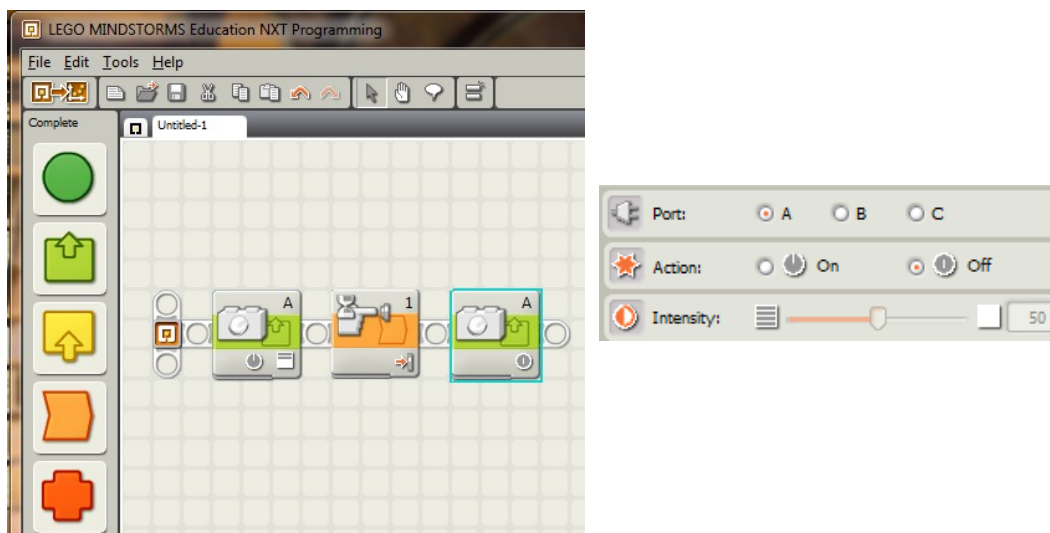 LEGO MINDSTORMS Education NXT Programming
File Edit Tools Help
Complete
Untitled-1
A 1 A
Port: A B C
Action: On Off
Intensity: 50